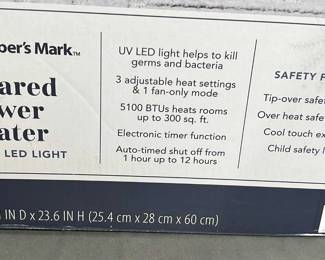 per's Mark™
ared
wer
ater
LED LIGHT
UV LED light helps to kill
germs and bacteria
3 adjustable heat settings
& 1 fan-only mode
5100 BTUs heats rooms
up to 300 sq. ft.
Electronic timer function
Auto-timed shut off from
1 hour up to 12 hours
SAFETY F
Tip-over safe
Over heat safe
Cool touch ex
Child safety l
IN D x 23.6 IN H (25.4 cm x 28 cm x 60 cm)